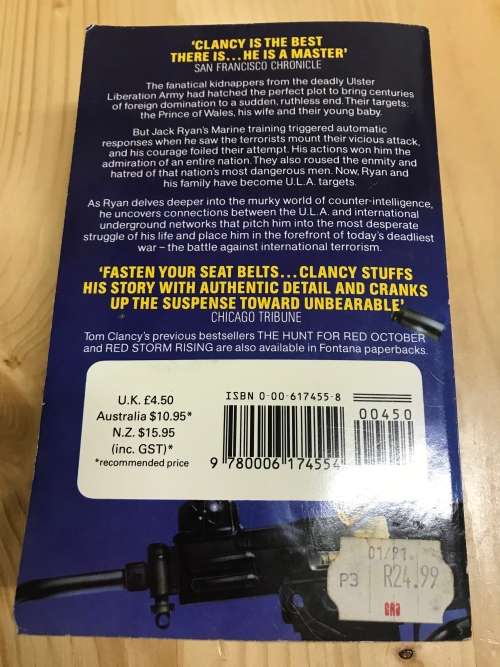 'CLANCY IS THE BEST
THERE IS...HE IS A MASTER'
SAN FRANCISCO CHRONICLE
The fanatical kidnappers from the deadly Ulster
Liberation Army had hatched the perfect plot to bring centuries
of foreign domination to a sudden, ruthless end. Their targets:
the Prince of Wales, his wife and their young baby.
But Jack Ryan's Marine training triggered automatic
responses when he saw the terrorists mount their vicious attack,
and his courage foiled their attempt. His actions won him the
admiration of an entire nation. They also roused the enmity and
hatred of that nation's most dangerous men. Now, Ryan and
his family have become U.L.A. targets.
As Ryan delves deeper into the murky world of counter-intelligence,
he uncovers connections between the U.L.A. and international
underground networks that pitch him into the most desperate
struggle of his life and place him in the forefront of today's deadliest
war – the battle against international terrorism.
'FASTEN YOUR SEAT BELTS...CLANCY STUFFS
HIS STORY WITH AUTHENTIC DETAIL AND CRANKS
UP THE SUSPENSE TOWARD UNBEARABLE'
CHICAGO TRIBUNE
Tom Clancy's previous bestsellers THE HUNT FOR RED OCTOBER
and RED STORM RISING are also available in Fontana paperbacks.
U.K. £4.50
Australia $10.95*
N.Z. $15.95
(inc. GST)*
*recommended price
ISBN 0-00-617455-8
00450
9 780006 174554
01/P1.
P3 R24.99
CNA